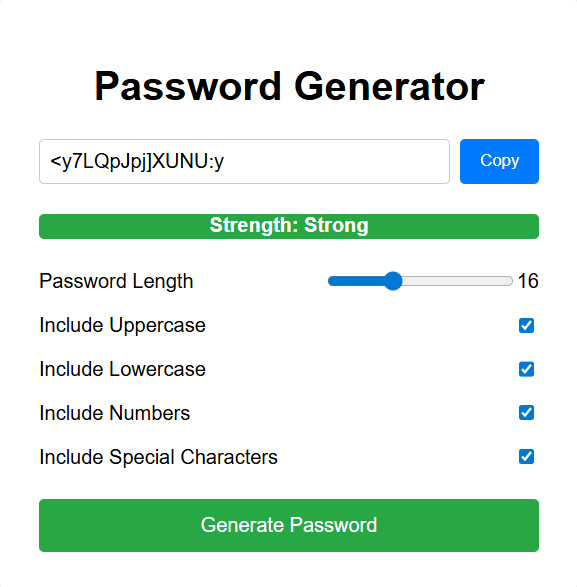 Password Generator
<y7LQpJpj]XUNU:y
Copy
Strength: Strong
Password Length 16
Include Uppercase
Include Lowercase
Include Numbers
Include Special Characters
Generate Password